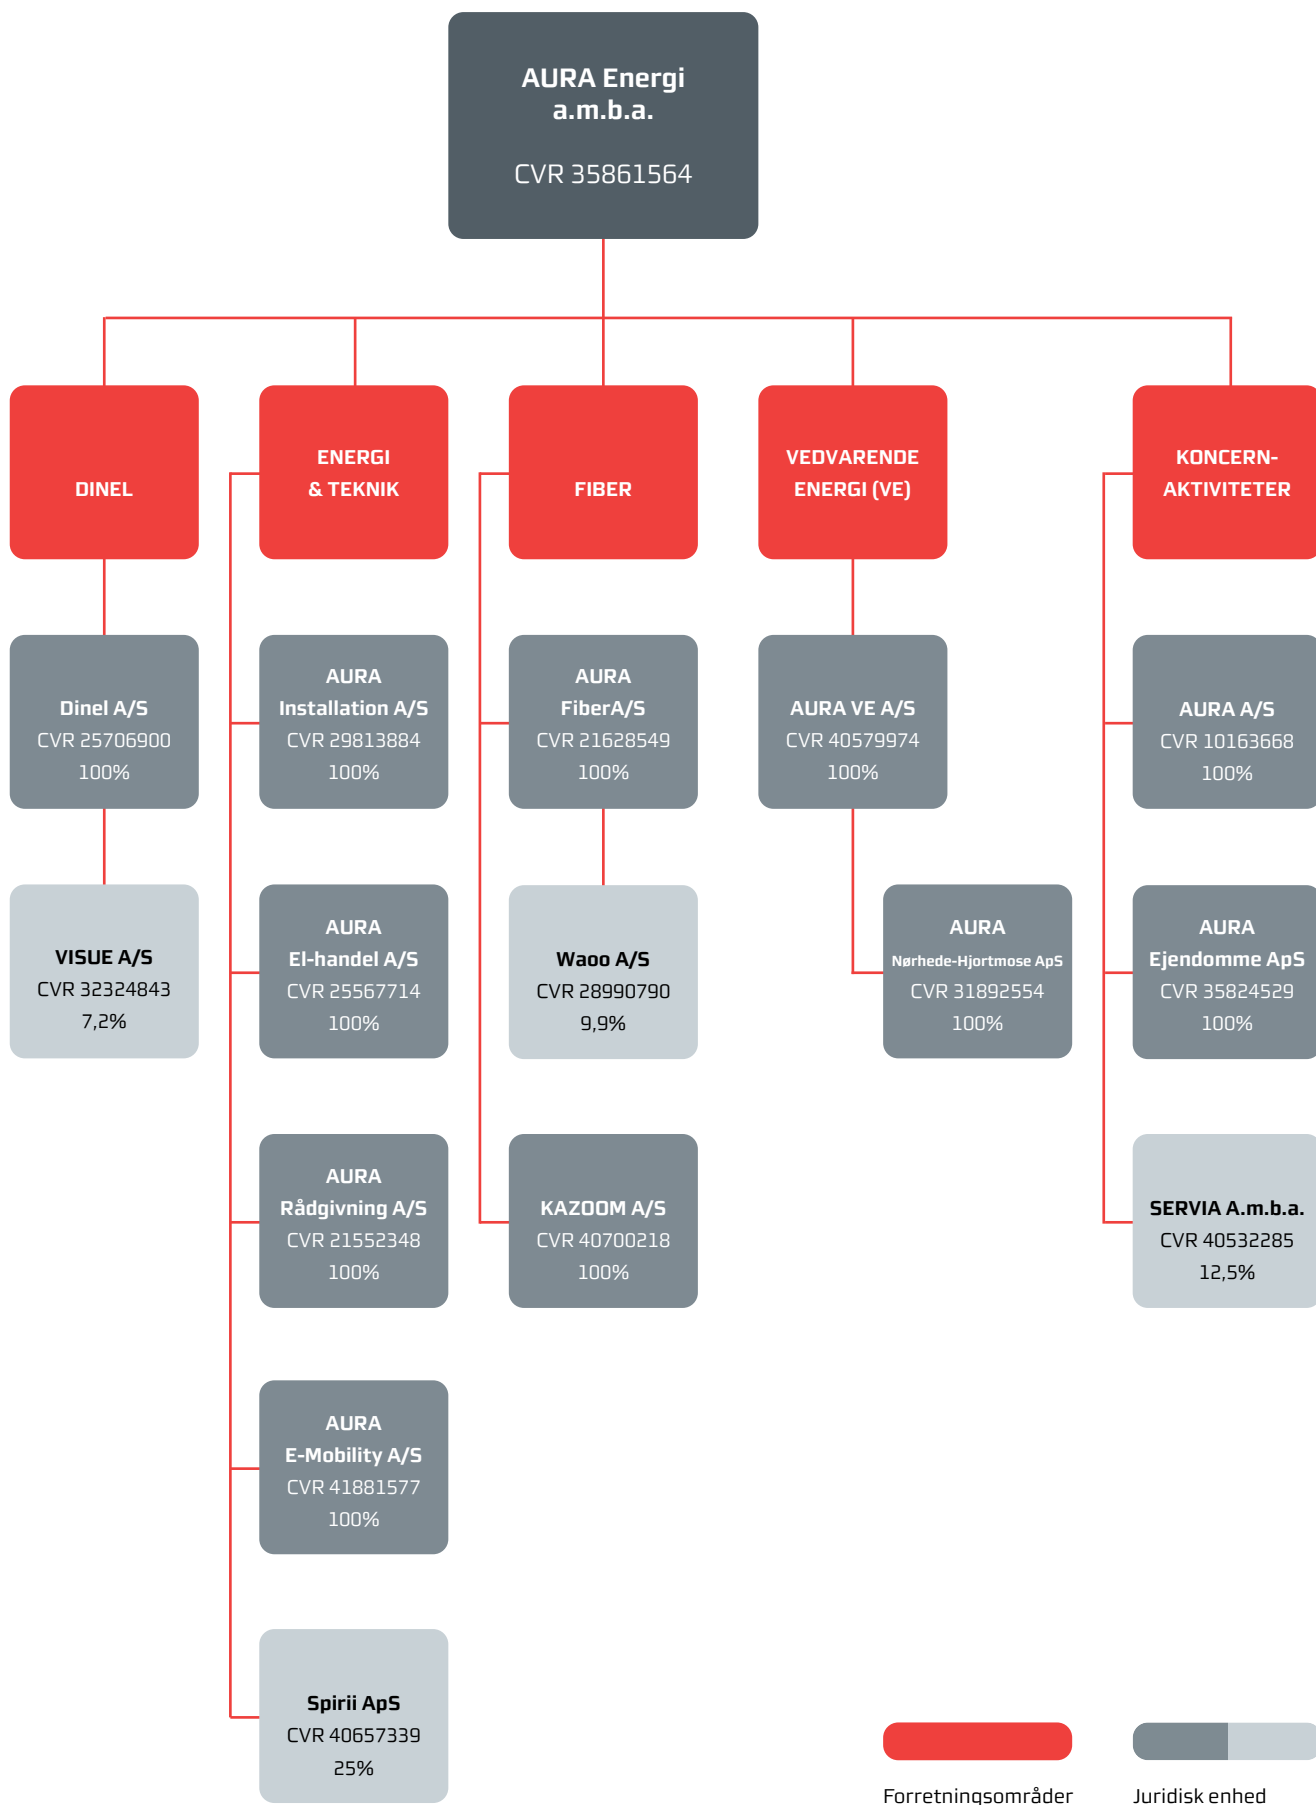 AURA Energi
a.m.b.a.
CVR 35861564
DINEL
ENERGI
& TEKNIK
FIBER
VEDVARENDE
ENERGI (VE)
KONCERN-
AKTIVITETER
Dinel A/S
CVR 25706900
100%
AURA
Installation A/S
CVR 29813884
100%
AURA
FiberA/S
CVR 21628549
100%
AURA VE A/S
CVR 40579974
100%
AURA A/S
CVR 10163668
100%
VISUE A/S
CVR 32324843
7,2%
AURA
El-handel A/S
CVR 25567714
100%
Waoo A/S
CVR 28990790
9,9%
AURA
Nørhede-Hjortmose ApS
CVR 31892554
100%
AURA
Ejendomme ApS
CVR 35824529
100%
AURA
Rådgivning A/S
CVR 21552348
100%
KAZOOM A/S
CVR 40700218
100%
SERVIA A.m.b.a.
CVR 40532285
12,5%
AURA
E-Mobility A/S
CVR 41881577
100%
Spirii ApS
CVR 40657339
25%
Forretningsområder
Juridisk enhed